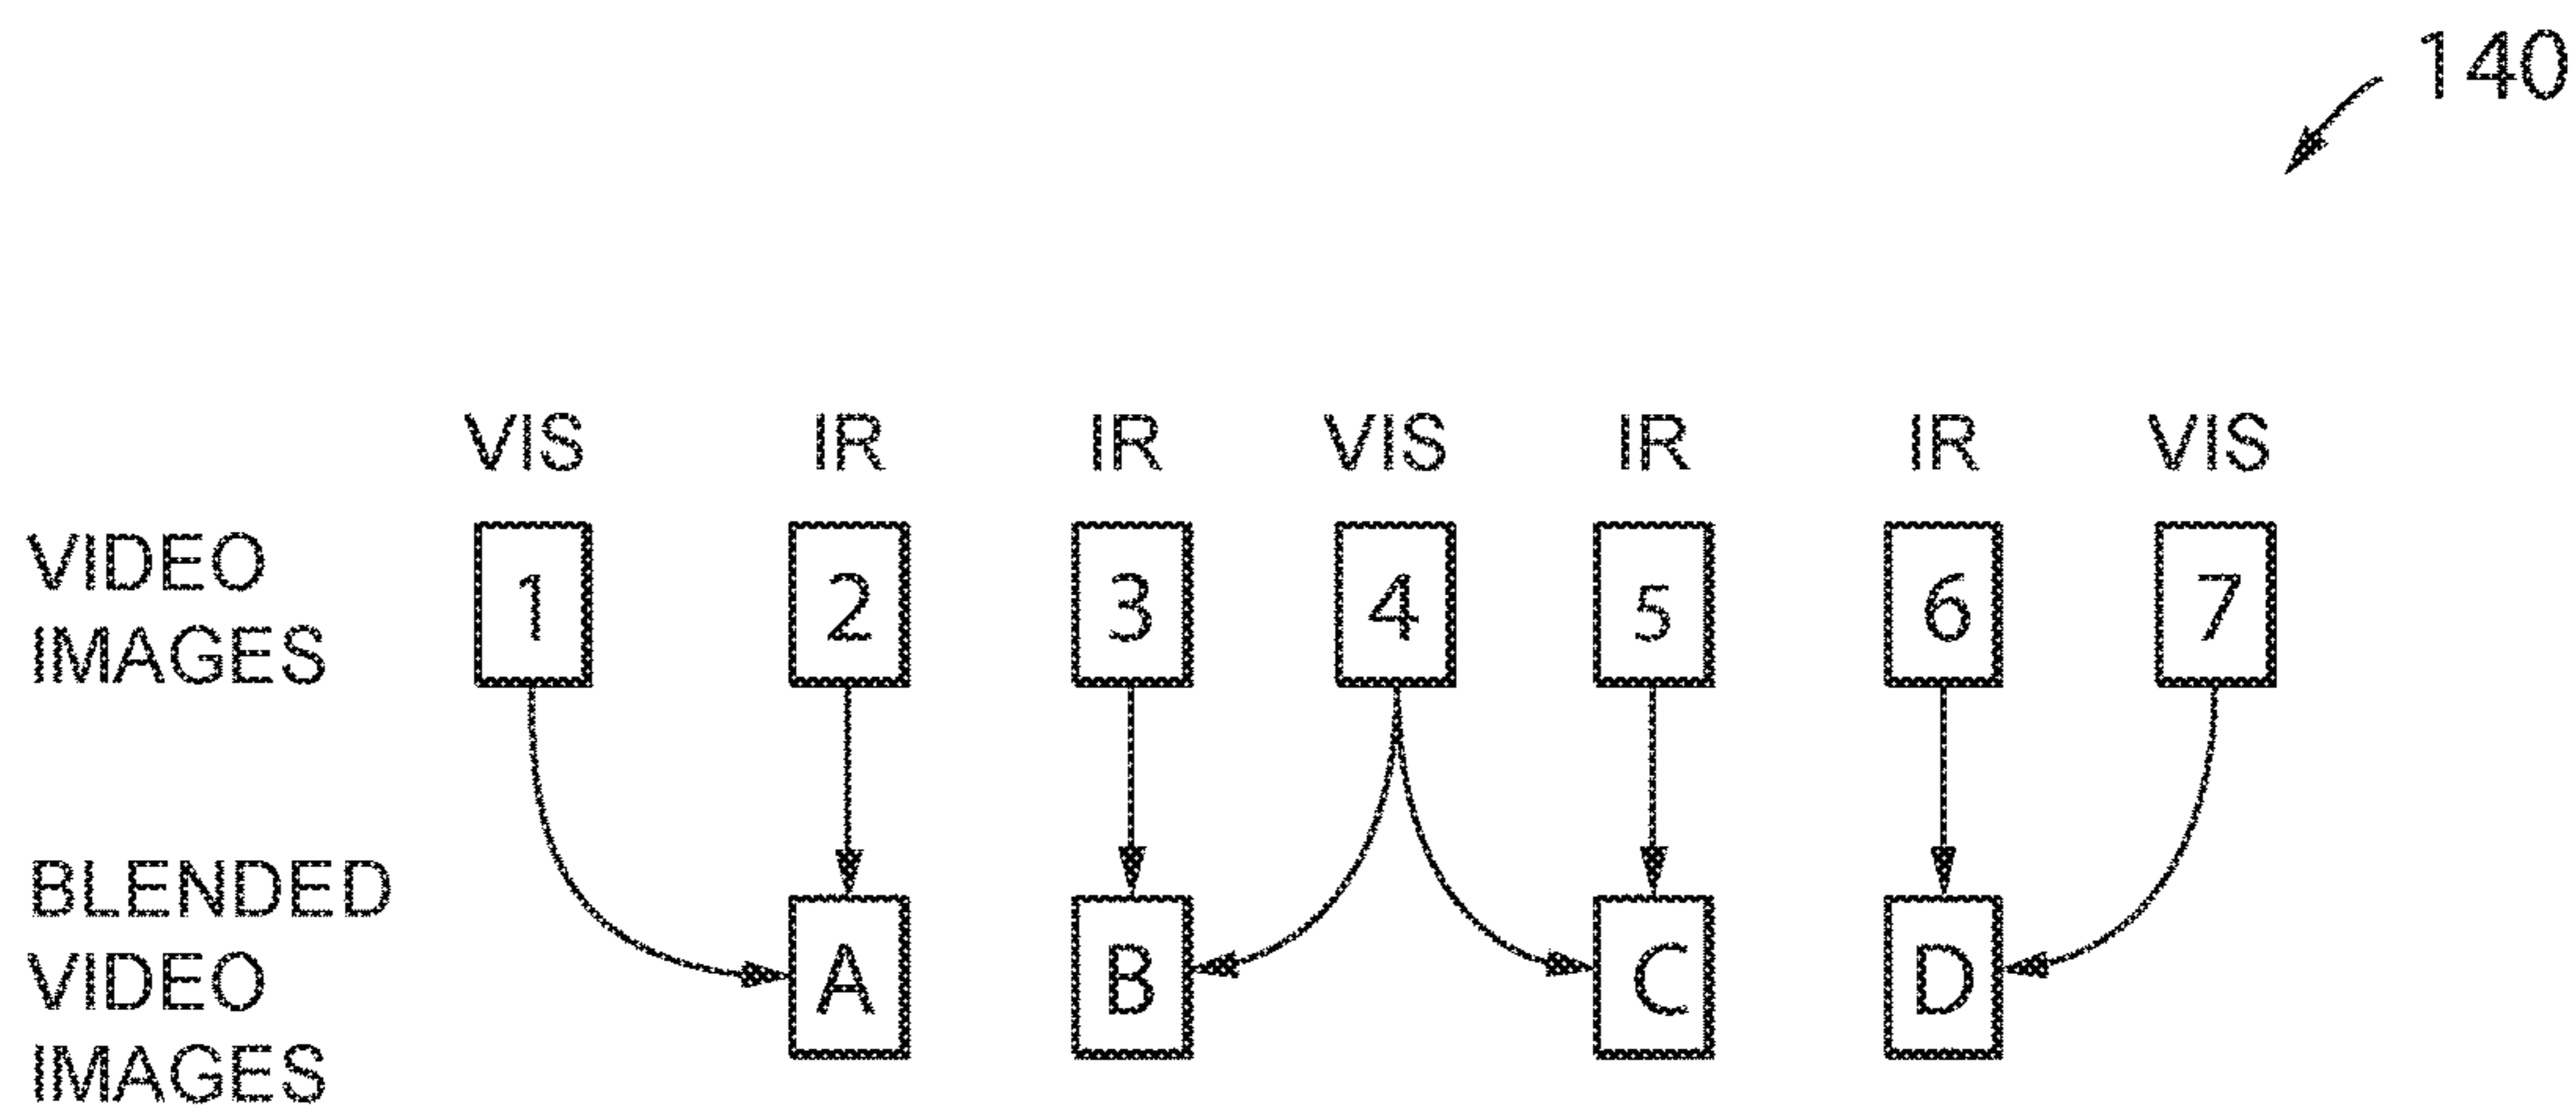 140
VIS IR IR VIS IR IR VIS
VIDEO
IMAGES
1 2 3 4 5 6 7
BLENDED
VIDEO
IMAGES
A B C D